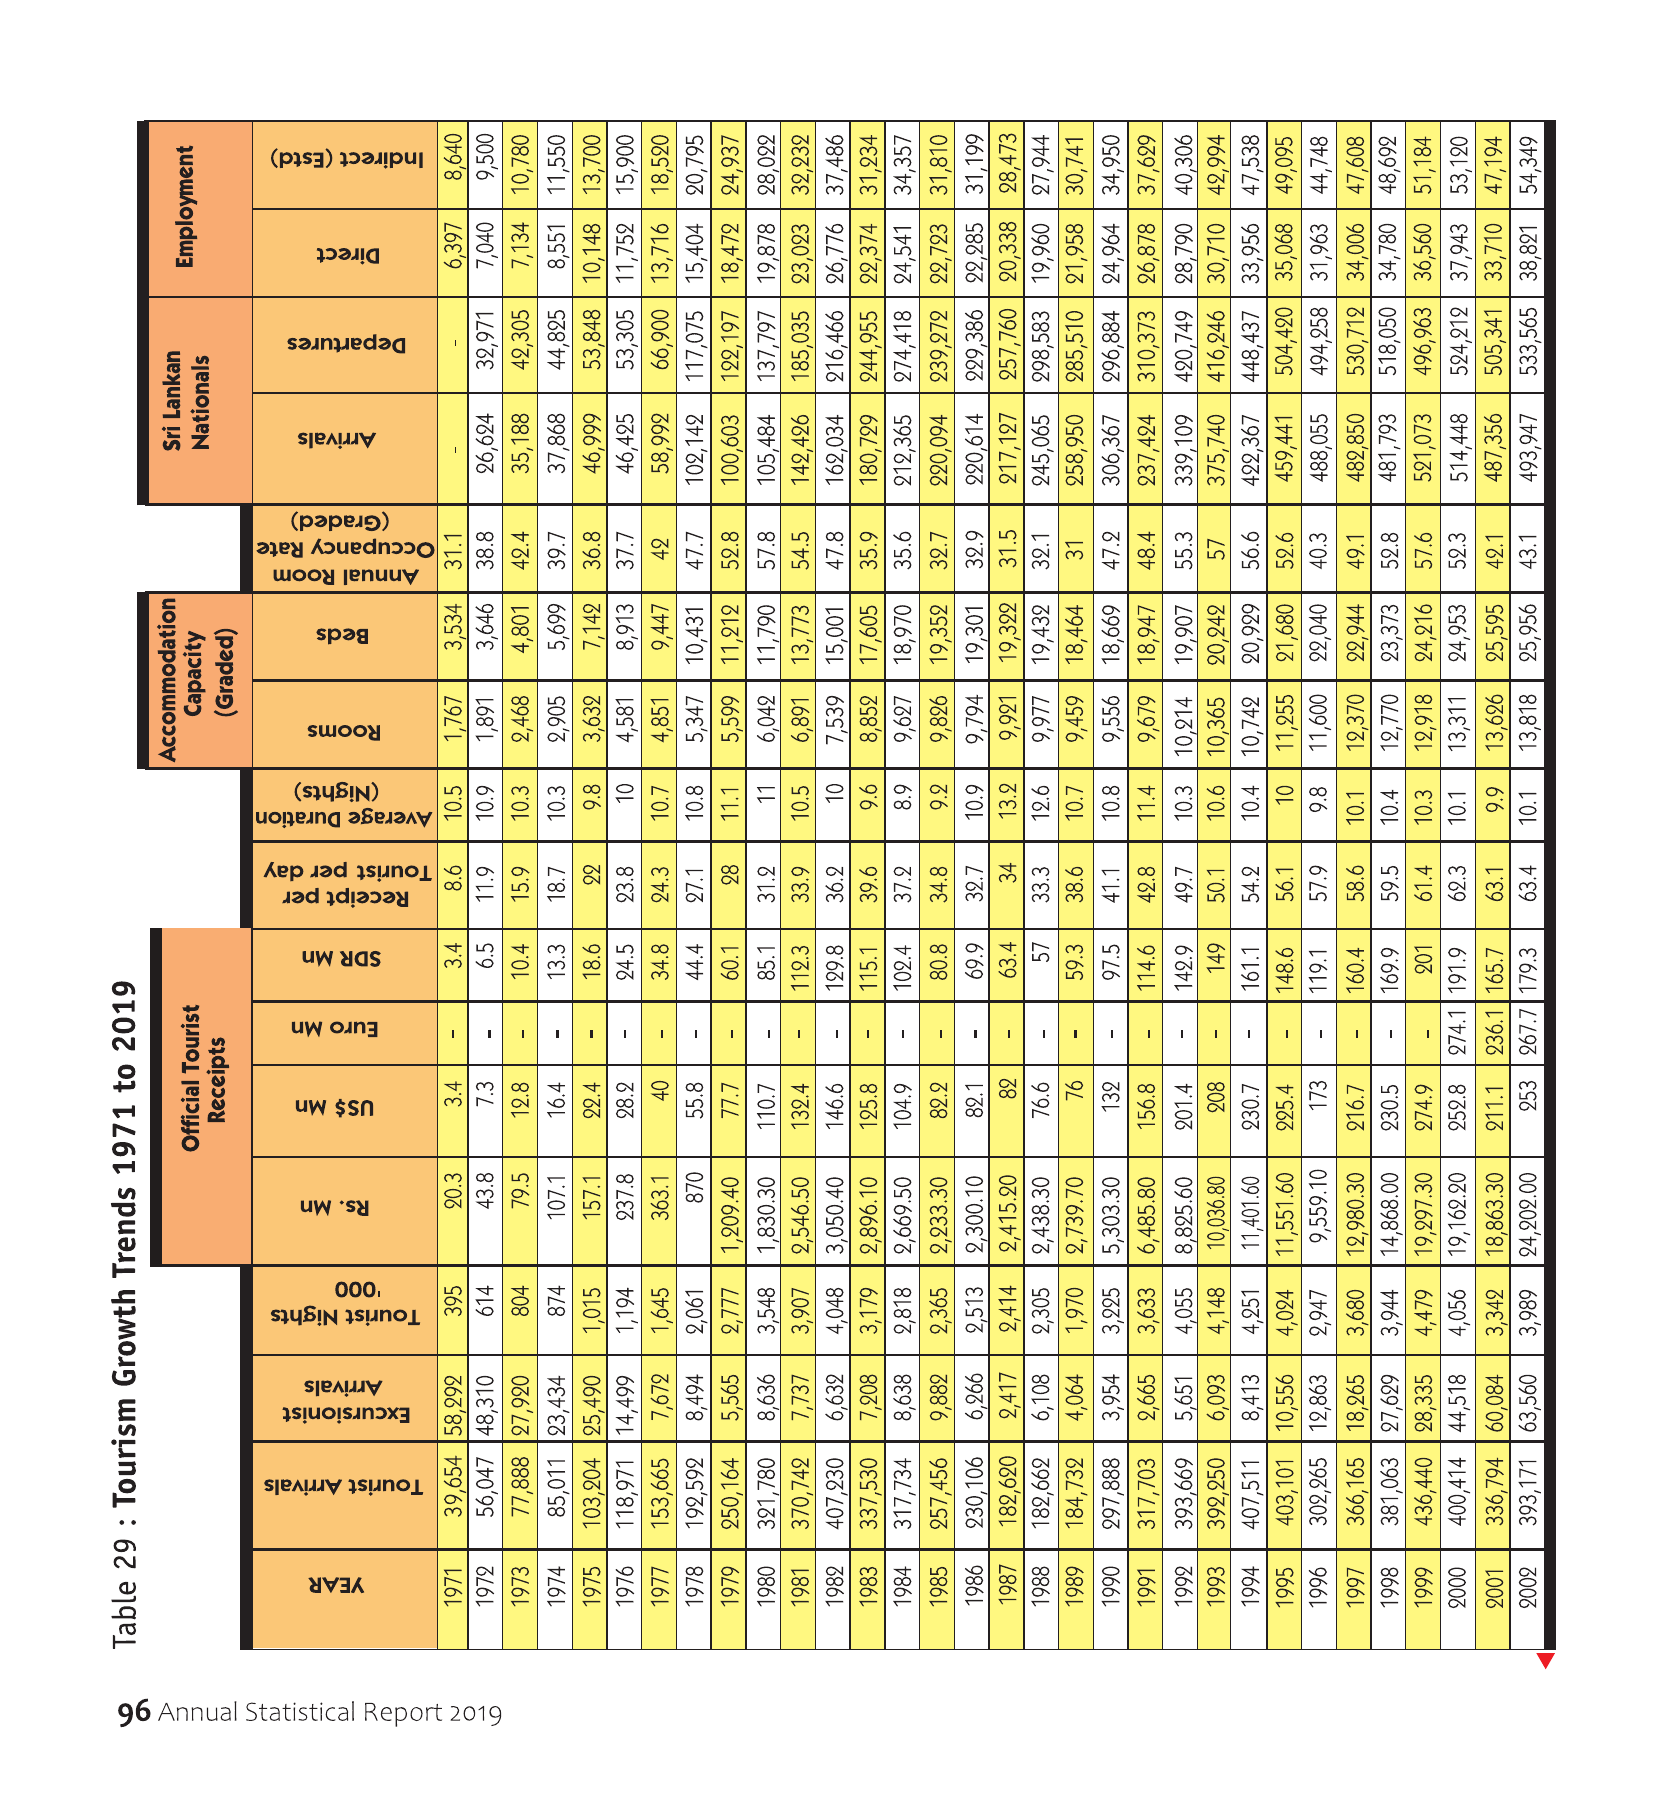 Table 29 : Tourism Growth Trends 1971 to 2019
Official Tourist Receipts | Accommodation Capacity (Graded) | Sri Lankan Nationals | Employment
YEAR | Tourist Arrivals | Excursionist Arrivals | Tourist Nights '000 | Rs. Mn | US$ Mn | Euro Mn | SDR Mn | Receipt per Tourist per day | Average Duration (Nights) | Rooms | Beds | Annual Room Occupancy Rate (Graded) | Arrivals | Departures | Direct | Indirect (Estd)
1971 39,654 58,292 395 20.3 3.4 - 3.4 8.6 10.5 1,767 3,534 31.1 - - 6,397 8,640
1972 56,047 48,310 614 43.8 7.3 - 6.5 11.9 10.9 1,891 3,646 38.8 26,624 32,971 7,040 9,500
1973 77,888 27,920 804 79.5 12.8 - 10.4 15.9 10.3 2,468 4,801 42.4 35,188 42,305 7,134 10,780
1974 85,011 23,434 874 107.1 16.4 - 13.3 18.7 10.3 2,905 5,699 39.7 37,868 44,825 8,551 11,550
1975 103,204 25,490 1,015 157.1 22.4 - 18.6 22 9.8 3,632 7,142 36.8 46,999 53,848 10,148 13,700
1976 118,971 14,499 1,194 237.8 28.2 - 24.5 23.8 10 4,581 8,913 37.7 46,425 53,305 11,752 15,900
1977 153,665 7,672 1,645 363.1 40 - 34.8 24.3 10.7 4,851 9,447 42 58,992 66,900 13,716 18,520
1978 192,592 8,494 2,061 870 55.8 - 44.4 27.1 10.8 5,347 10,431 47.7 102,142 117,075 15,404 20,795
1979 250,164 5,565 2,777 1,209.40 77.7 - 60.1 28 11.1 5,599 11,212 52.8 100,603 122,197 18,472 24,937
1980 321,780 8,636 3,548 1,830.30 110.7 - 85.1 31.2 11 6,042 11,790 57.8 105,484 137,797 19,878 28,022
1981 370,742 7,737 3,907 2,546.50 132.4 - 112.3 33.9 10.5 6,891 13,773 54.5 142,426 185,035 23,023 32,232
1982 407,230 6,632 4,048 3,050.40 146.6 - 129.8 36.2 10 7,539 15,001 47.8 162,034 216,466 26,776 37,486
1983 337,530 7,208 3,179 2,896.10 125.8 - 115.1 39.6 9.6 8,852 17,605 35.9 180,729 244,955 22,374 31,234
1984 317,734 8,638 2,818 2,669.50 104.9 - 102.4 37.2 8.9 9,627 18,970 35.6 212,365 274,418 24,541 34,357
1985 257,456 9,882 2,365 2,233.30 82.2 - 80.8 34.8 9.2 9,826 19,352 32.7 220,094 239,272 22,723 31,810
1986 230,106 6,266 2,513 2,300.10 82.1 - 69.9 32.7 10.9 9,794 19,301 32.9 220,614 229,386 22,285 31,199
1987 182,620 2,417 2,414 2,415.20 82 - 63.4 34 13.2 9,921 19,322 31.5 217,127 257,760 20,338 28,473
1988 182,662 6,108 2,305 2,438.30 76.6 - 57 33.3 12.6 9,977 19,432 32.1 245,065 298,583 19,960 27,944
1989 184,732 4,064 1,970 2,739.70 76 - 59.3 38.6 10.7 9,459 18,464 31 258,950 285,510 21,958 30,741
1990 297,888 3,954 3,225 5,303.30 132 - 97.5 41.1 10.8 9,556 18,669 47.2 306,367 296,884 24,964 34,950
1991 317,703 2,665 3,633 6,485.80 156.8 - 114.6 42.8 11.4 9,679 18,947 48.4 237,424 310,373 26,878 37,629
1992 393,669 5,651 4,055 8,825.60 201.4 - 142.9 49.7 10.3 10,214 19,907 55.3 339,109 420,749 28,790 40,306
1993 392,250 6,093 4,148 10,036.80 208 - 149 50.1 10.6 10,365 20,242 57 375,740 416,246 30,710 42,994
1994 407,511 8,413 4,251 11,401.60 230.7 - 161.1 54.2 10.4 10,742 20,929 56.6 422,367 448,437 33,956 47,538
1995 403,101 10,556 4,024 11,551.60 225.4 - 148.6 56.1 10 11,255 21,680 52.6 459,441 504,420 35,068 49,095
1996 302,265 12,863 2,947 9,559.10 173 - 119.1 57.9 9.8 11,600 22,040 40.3 488,055 494,258 31,963 44,748
1997 366,165 18,265 3,680 12,980.30 216.7 - 160.4 58.6 10.1 12,370 22,944 49.1 482,850 530,712 34,006 47,608
1998 381,063 27,629 3,944 14,868.00 230.5 - 169.9 59.5 10.4 12,770 23,373 52.8 481,793 518,050 34,780 48,692
1999 436,440 28,335 4,479 19,297.30 274.9 - 201 61.4 10.3 12,918 24,216 57.6 521,073 496,963 36,560 51,184
2000 400,414 44,518 4,056 19,162.20 252.8 274.1 191.9 62.3 10.1 13,311 24,953 52.3 514,448 524,212 37,943 53,120
2001 336,794 60,084 3,342 18,863.30 211.1 236.1 165.7 63.1 9.9 13,626 25,595 42.1 487,356 505,341 33,710 47,194
2002 393,171 63,560 3,989 24,202.00 253 267.7 179.3 63.4 10.1 13,818 25,956 43.1 493,947 533,565 38,821 54,349
96 Annual Statistical Report 2019